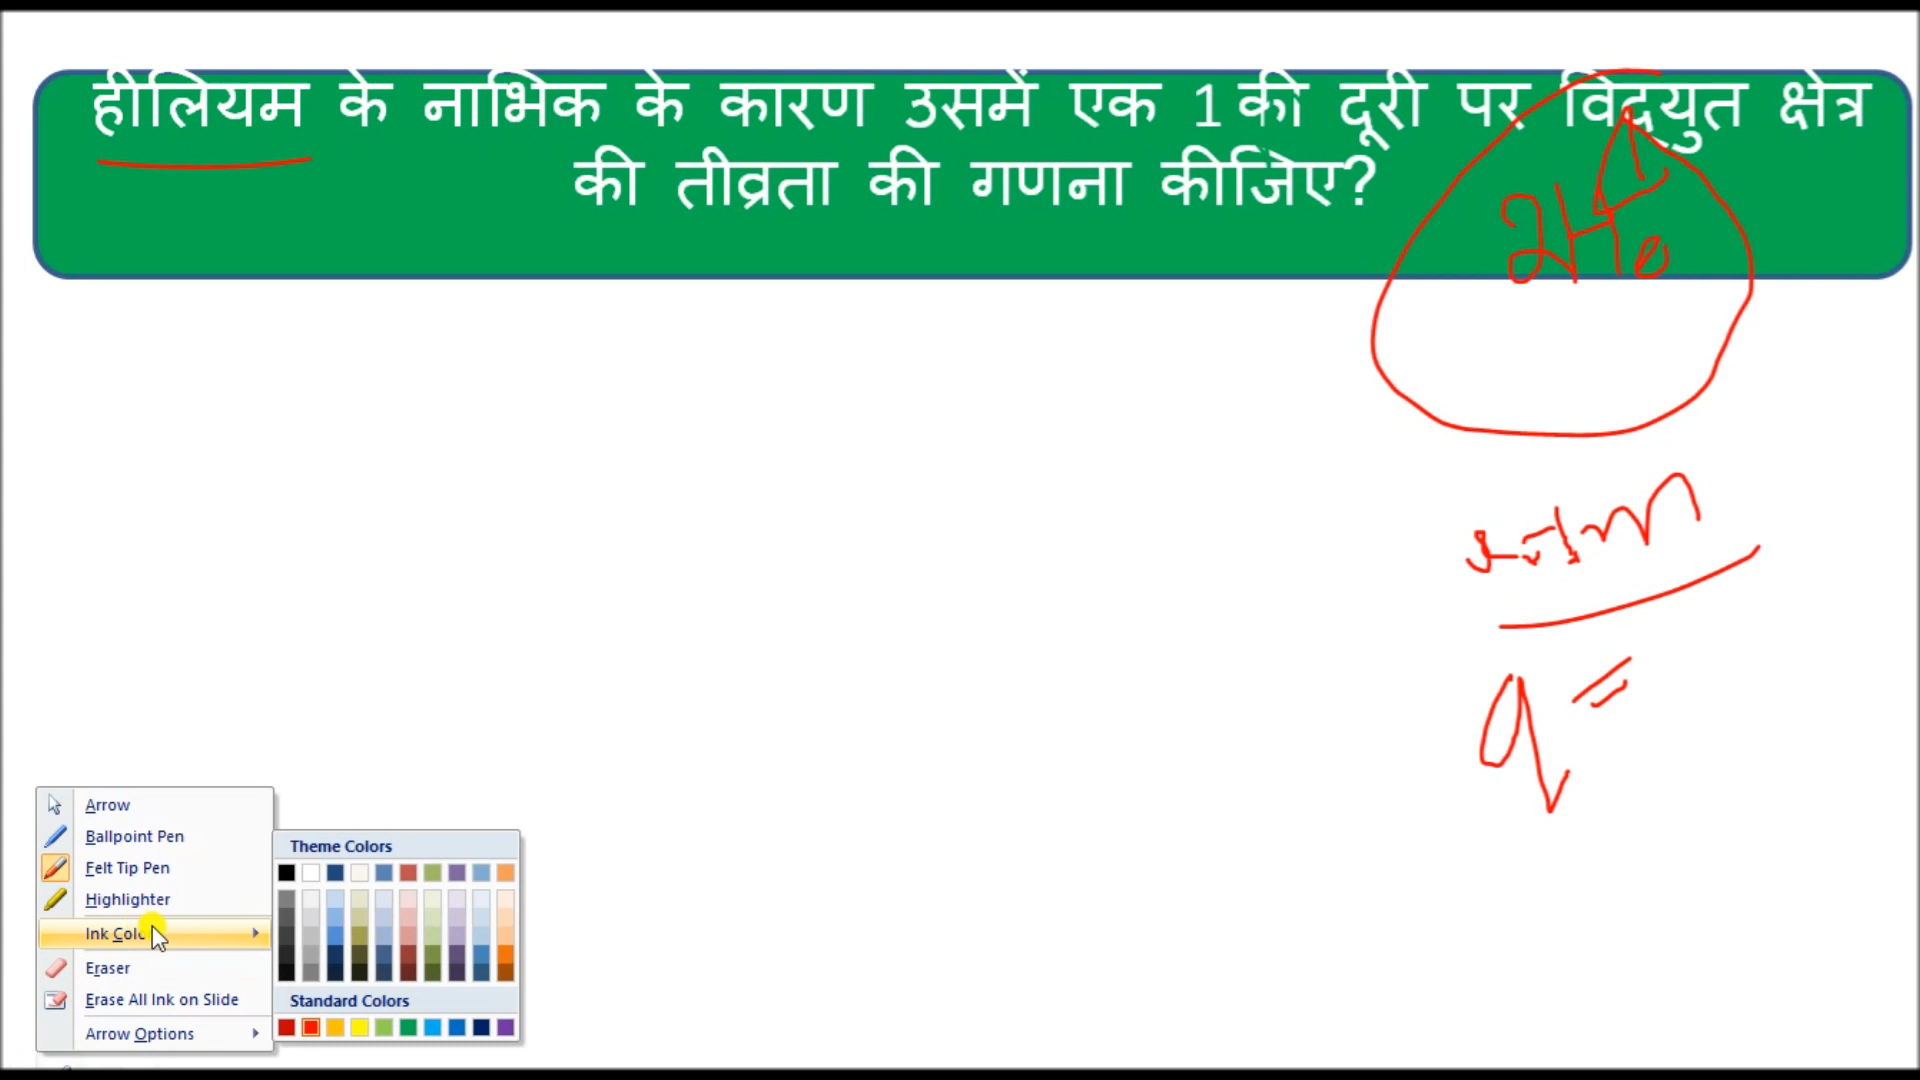 हीलियम के नाभिक के कारण उसमें एक 1 की दूरी पर विद्युत क्षेत्र
की तीव्रता की गणना कीजिए?
2He4
q =
Arrow
Ballpoint Pen
Felt Tip Pen
Highlighter
Ink Colo
Eraser
Erase All Ink on Slide
Arrow Options
Theme Colors
Standard Colors